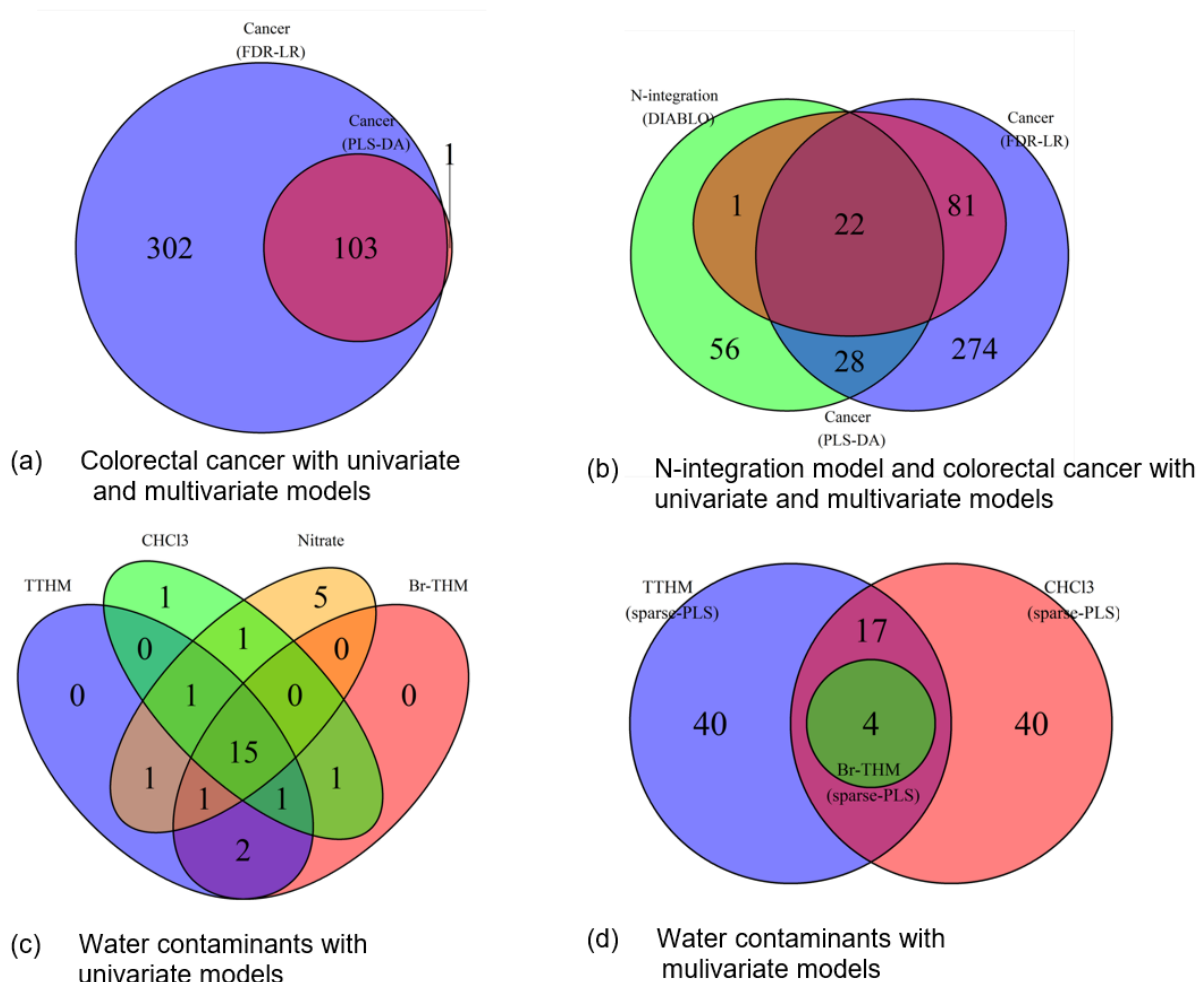 Cancer
(FDR-LR)
Cancer
(PLS-DA)
1
302
103
(a) Colorectal cancer with univariate
and multivariate models
N-integration
(DIABLO)
Cancer
(FDR-LR)
1
22
81
56
28
274
Cancer
(PLS-DA)
(b) N-integration model and colorectal cancer with
univariate and multivariate models
CHCl3
Nitrate
TTHM
Br-THM
1
5
0
1
0
0
1
0
0
15
1
1
1
1
2
(c) Water contaminants with
univariate models
TTHM
(sparse-PLS)
CHCl3
(sparse-PLS)
17
40
4
40
Br-THM
(sparse-PLS)
(d) Water contaminants with
mulivariate models